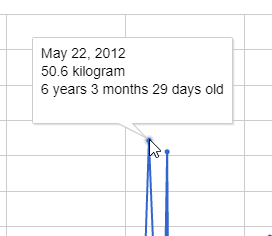 May 22, 2012
50.6 kilogram
6 years 3 months 29 days old